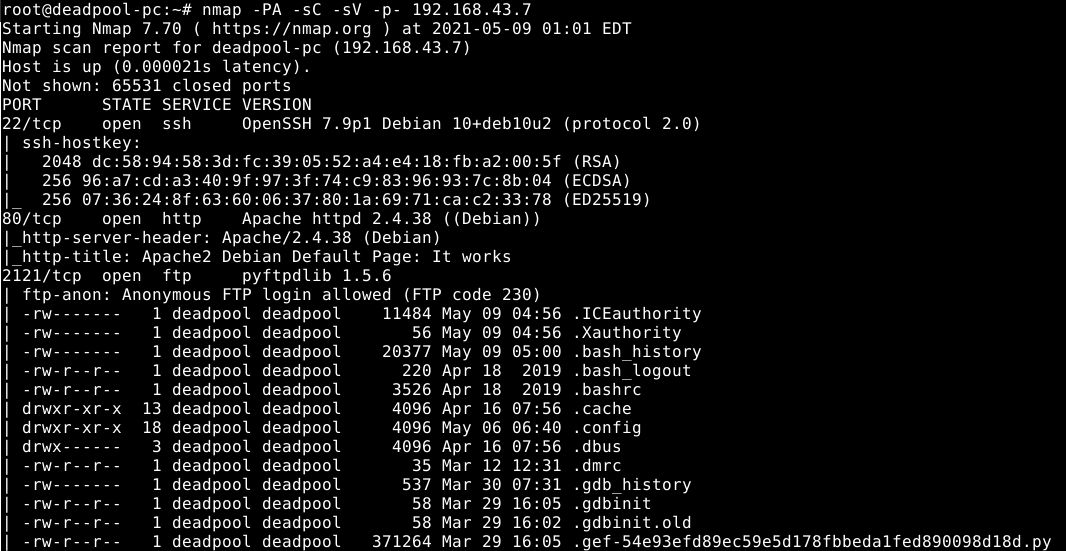 root@deadpool-pc:~# nmap -PA -sC -sV -p- 192.168.43.7
Starting Nmap 7.70 ( https://nmap.org ) at 2021-05-09 01:01 EDT
Nmap scan report for deadpool-pc (192.168.43.7)
Host is up (0.000021s latency).
Not shown: 65531 closed ports
PORT     STATE SERVICE VERSION
22/tcp   open  ssh     OpenSSH 7.9p1 Debian 10+deb10u2 (protocol 2.0)
| ssh-hostkey:
|   2048 dc:58:94:58:3d:fc:39:05:52:a4:e4:18:fb:a2:00:5f (RSA)
|   256 96:a7:cd:a3:40:9f:97:3f:74:c9:83:96:93:7c:8b:04 (ECDSA)
|_  256 07:36:24:8f:63:60:06:37:80:1a:69:71:ca:c2:33:78 (ED25519)
80/tcp   open  http    Apache httpd 2.4.38 ((Debian))
|_http-server-header: Apache/2.4.38 (Debian)
|_http-title: Apache2 Debian Default Page: It works
2121/tcp open  ftp     pyftpdlib 1.5.6
| ftp-anon: Anonymous FTP login allowed (FTP code 230)
| -rw-------   1 deadpool deadpool    11484 May 09 04:56 .ICEauthority
| -rw-------   1 deadpool deadpool       56 May 09 04:56 .Xauthority
| -rw-------   1 deadpool deadpool    20377 May 09 05:00 .bash_history
| -rw-r--r--   1 deadpool deadpool      220 Apr 18  2019 .bash_logout
| -rw-r--r--   1 deadpool deadpool     3526 Apr 18  2019 .bashrc
| drwxr-xr-x  13 deadpool deadpool     4096 Apr 16 07:56 .cache
| drwxr-xr-x  18 deadpool deadpool     4096 May 06 06:40 .config
| drwx------   3 deadpool deadpool     4096 Apr 16 07:56 .dbus
| -rw-r--r--   1 deadpool deadpool       35 Mar 12 12:31 .dmrc
| -rw-------   1 deadpool deadpool      537 Mar 30 07:31 .gdb_history
| -rw-r--r--   1 deadpool deadpool       58 Mar 29 16:05 .gdbinit
| -rw-r--r--   1 deadpool deadpool       58 Mar 29 16:02 .gdbinit.old
| -rw-r--r--   1 deadpool deadpool   371264 Mar 29 16:05 .gef-54e93efd89ec59e5d178fbbeda1fed890098d18d.py